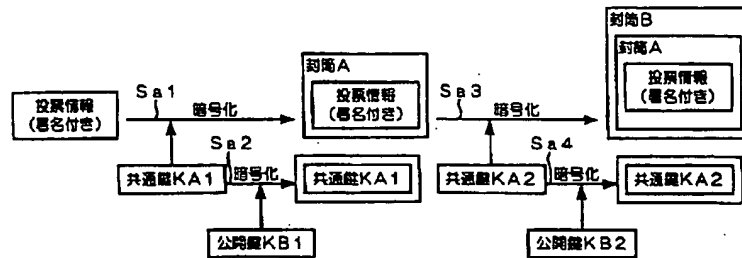 封筒B
封筒A
封筒A
投票情報
(署名付き)
Sa1
暗号化
投票情報
(署名付き)
Sa3
暗号化
投票情報
(署名付き)
Sa2
Sa4
共通鍵KA1
暗号化
共通鍵KA1
共通鍵KA2
暗号化
共通鍵KA2
公開鍵KB1
公開鍵KB2